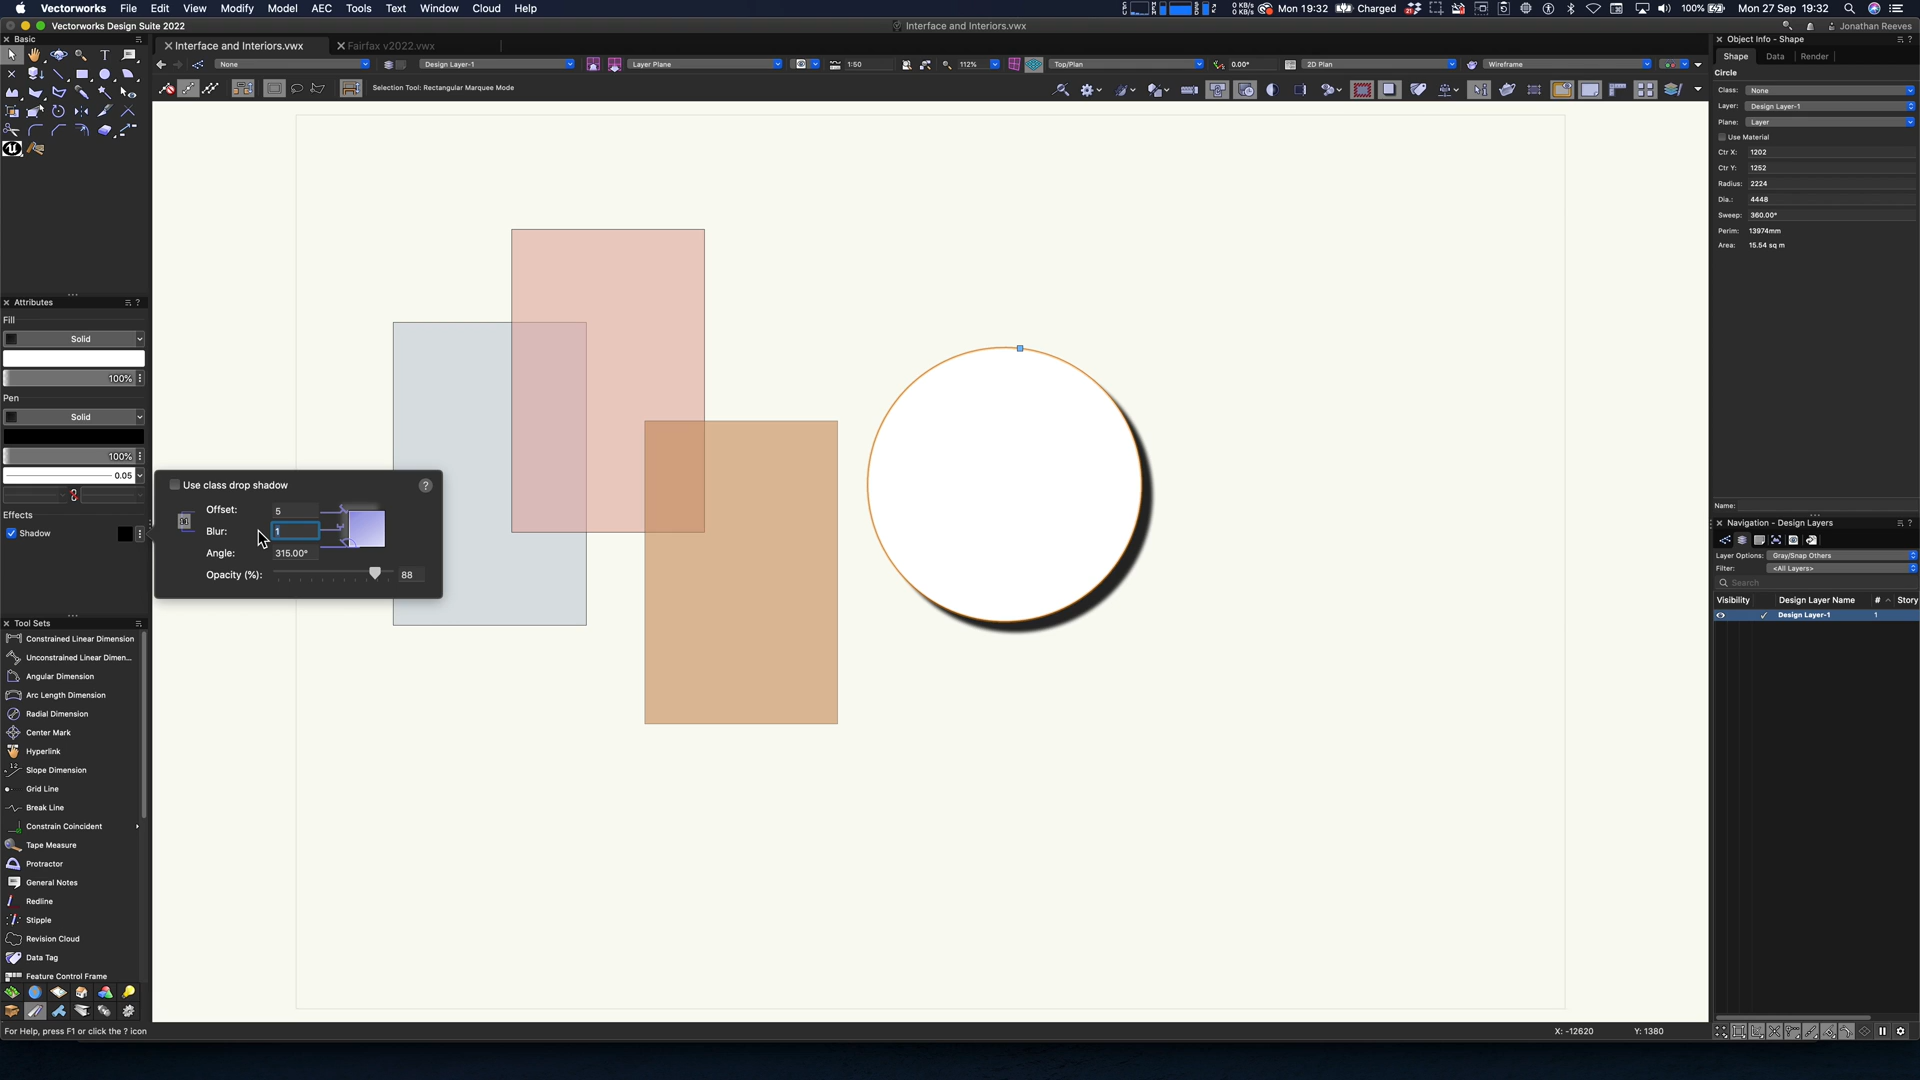 Vectorworks File Edit View Modify Model AEC Tools Text Window Cloud Help
0 KB/s
0 KB/s
Mon 19:32 Charged
21
100% Mon 27 Sep 19:32
Vectorworks Design Suite 2022
Interface and Interiors.vwx
Jonathan Reeves
Basic
Interface and Interiors.vwx
Fairfax v2022.vwx
None
Design Layer-1
Layer Plane
1:50
112%
Top/Plan
0.00°
2D Plan
Wireframe
Selection Tool: Rectangular Marquee Mode
Attributes
Fill
Solid
100%
Pen
Solid
100%
0.05
Effects
Shadow
Use class drop shadow
Offset: 5
Blur: 1
Angle: 315.00°
Opacity (%): 88
Tool Sets
Constrained Linear Dimension
Unconstrained Linear Dimen...
Angular Dimension
Arc Length Dimension
Radial Dimension
Center Mark
Hyperlink
Slope Dimension
Grid Line
Break Line
Constrain Coincident
Tape Measure
Protractor
General Notes
Redline
Stipple
Revision Cloud
Data Tag
Feature Control Frame
For Help, press F1 or click the ? icon
X: -12620 Y: 1380
Object Info - Shape
Shape Data Render
Circle
Class: None
Layer: Design Layer-1
Plane: Layer
Use Material
Ctr X: 1202
Ctr Y: 1252
Radius: 2224
Dia.: 4448
Sweep: 360.00°
Perim: 13974mm
Area: 15.54 sq m
Name:
Navigation - Design Layers
Layer Options: Gray/Snap Others
Filter: <All Layers>
Search
Visibility Design Layer Name # Story
Design Layer-1 1